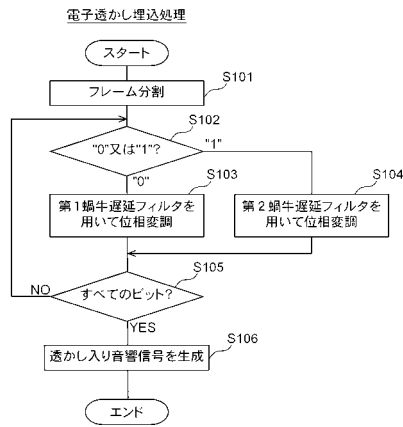 電子透かし埋込処理
スタート
S101
フレーム分割
S102
"0"又は"1"?
"1"
"0"
S103
第1蝸牛遅延フィルタを
用いて位相変調
S104
第2蝸牛遅延フィルタを
用いて位相変調
S105
すべてのビット?
NO
YES
S106
透かし入り音響信号を生成
エンド